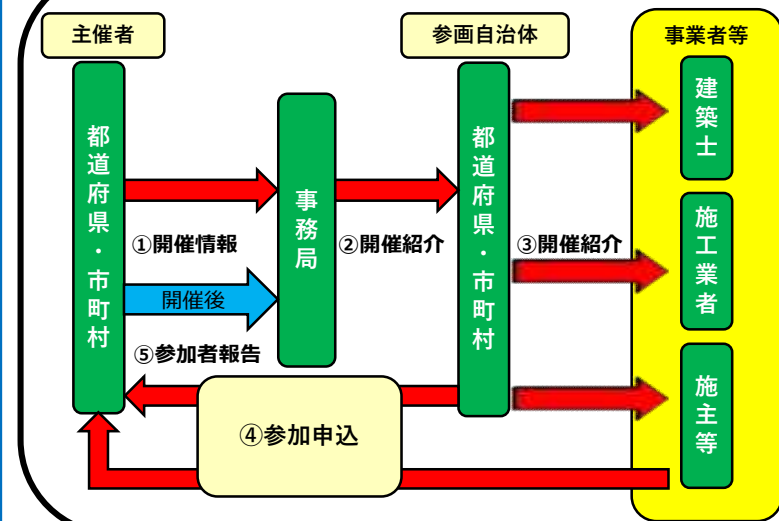 主催者
参画自治体
事業者等
都道府県・市町村
事務局
都道府県・市町村
建築士
施工業者
施主等
①開催情報
②開催紹介
③開催紹介
開催後
⑤参加者報告
④参加申込